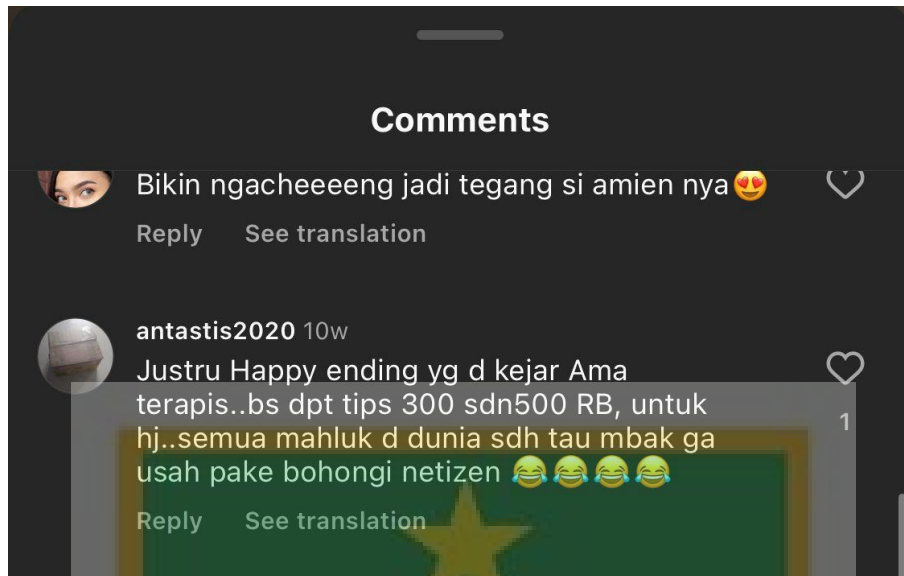 Comments
Bikin ngacheeeeng jadi tegang si amien nya😍
Reply See translation
antastis2020 10w
Justru Happy ending yg d kejar Ama
terapis..bs dpt tips 300 sdn500 RB, untuk
hj..semua mahluk d dunia sdh tau mbak ga
usah pake bohongi netizen 😂😂😂😂
1
Reply See translation